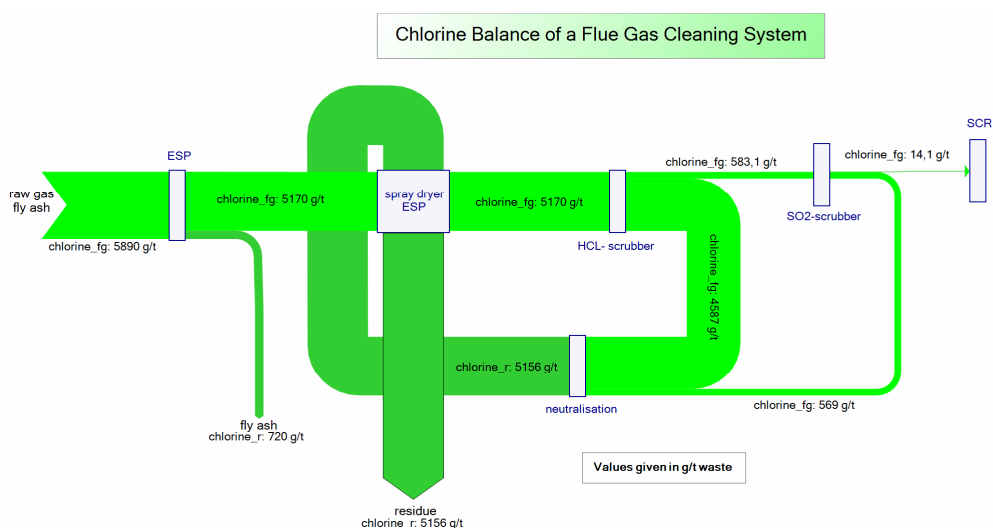 Chlorine Balance of a Flue Gas Cleaning System
SCR
ESP
chlorine_fg: 583,1 g/t
chlorine_fg: 14,1 g/t
raw gas
fly ash
chlorine_fg: 5170 g/t
spray dryer
ESP
chlorine_fg: 5170 g/t
SO2-scrubber
chlorine_fg: 5890 g/t
HCL- scrubber
chlorine_fg: 4587 g/t
chlorine_r: 5156 g/t
neutralisation
chlorine_fg: 569 g/t
fly ash
chlorine_r: 720 g/t
Values given in g/t waste
residue
chlorine_r: 5156 g/t